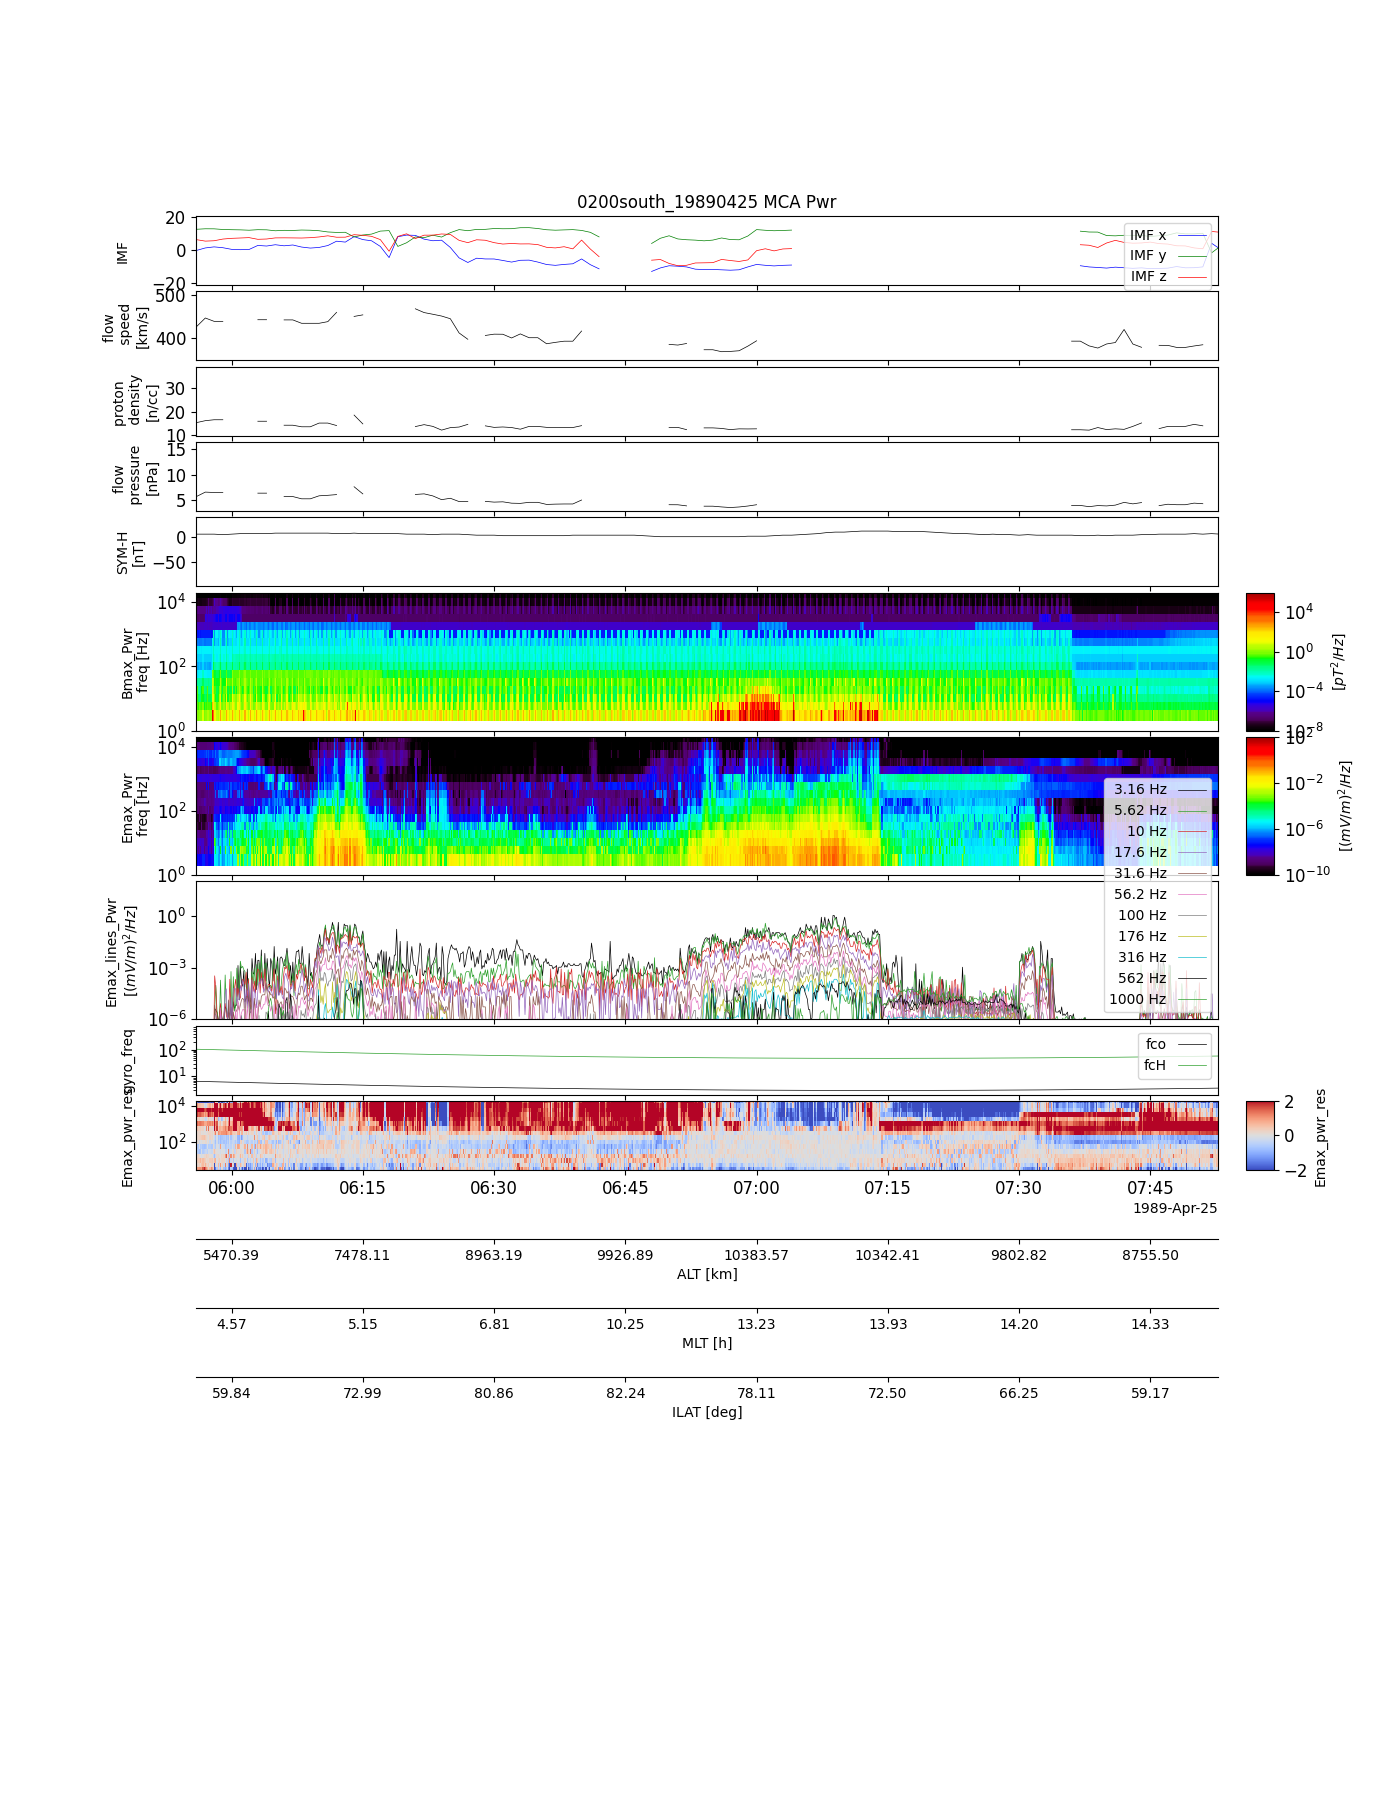 0200south_19890425 MCA Pwr
20
0
−20
IMF
IMF x
IMF y
IMF z
500
400
flow
speed
[km/s]
30
20
10
proton
density
[n/cc]
15
10
5
flow
pressure
[nPa]
0
−50
SYM-H
[nT]
10^4
10^2
10^0
Bmax_Pwr
freq [Hz]
10^4
10^0
10^-4
10^-8
[pT^2/Hz]
10^4
10^2
10^0
Emax_Pwr
freq [Hz]
10^2
10^-2
10^-6
10^-10
[(mV/m)^2/Hz]
3.16 Hz
5.62 Hz
10 Hz
17.6 Hz
31.6 Hz
56.2 Hz
100 Hz
176 Hz
316 Hz
562 Hz
1000 Hz
10^0
10^-3
10^-6
Emax_lines_Pwr
[(mV/m)^2/Hz]
10^2
10^1
gyro_freq
fco
fcH
10^4
10^2
Emax_pwr_res
2
0
−2
Emax_pwr_res
06:00 06:15 06:30 06:45 07:00 07:15 07:30 07:45
1989-Apr-25
5470.39 7478.11 8963.19 9926.89 10383.57 10342.41 9802.82 8755.50
ALT [km]
4.57 5.15 6.81 10.25 13.23 13.93 14.20 14.33
MLT [h]
59.84 72.99 80.86 82.24 78.11 72.50 66.25 59.17
ILAT [deg]